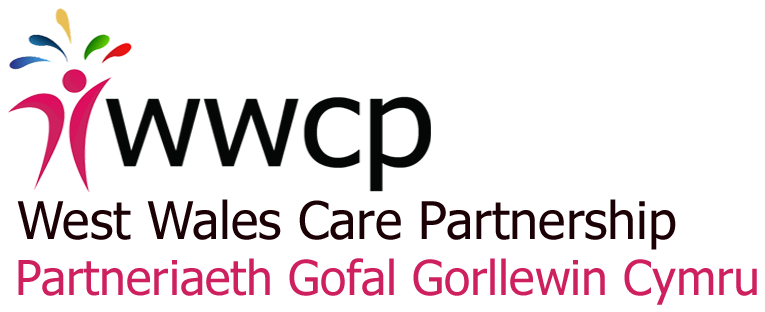 wwcp
West Wales Care Partnership
Partneriaeth Gofal Gorllewin Cymru